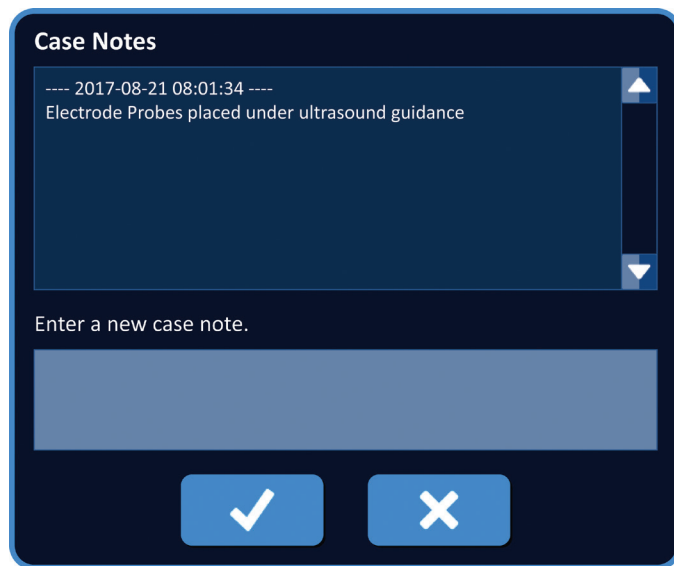 Case Notes
---- 2017-08-21 08:01:34 ----
Electrode Probes placed under ultrasound guidance
Enter a new case note.